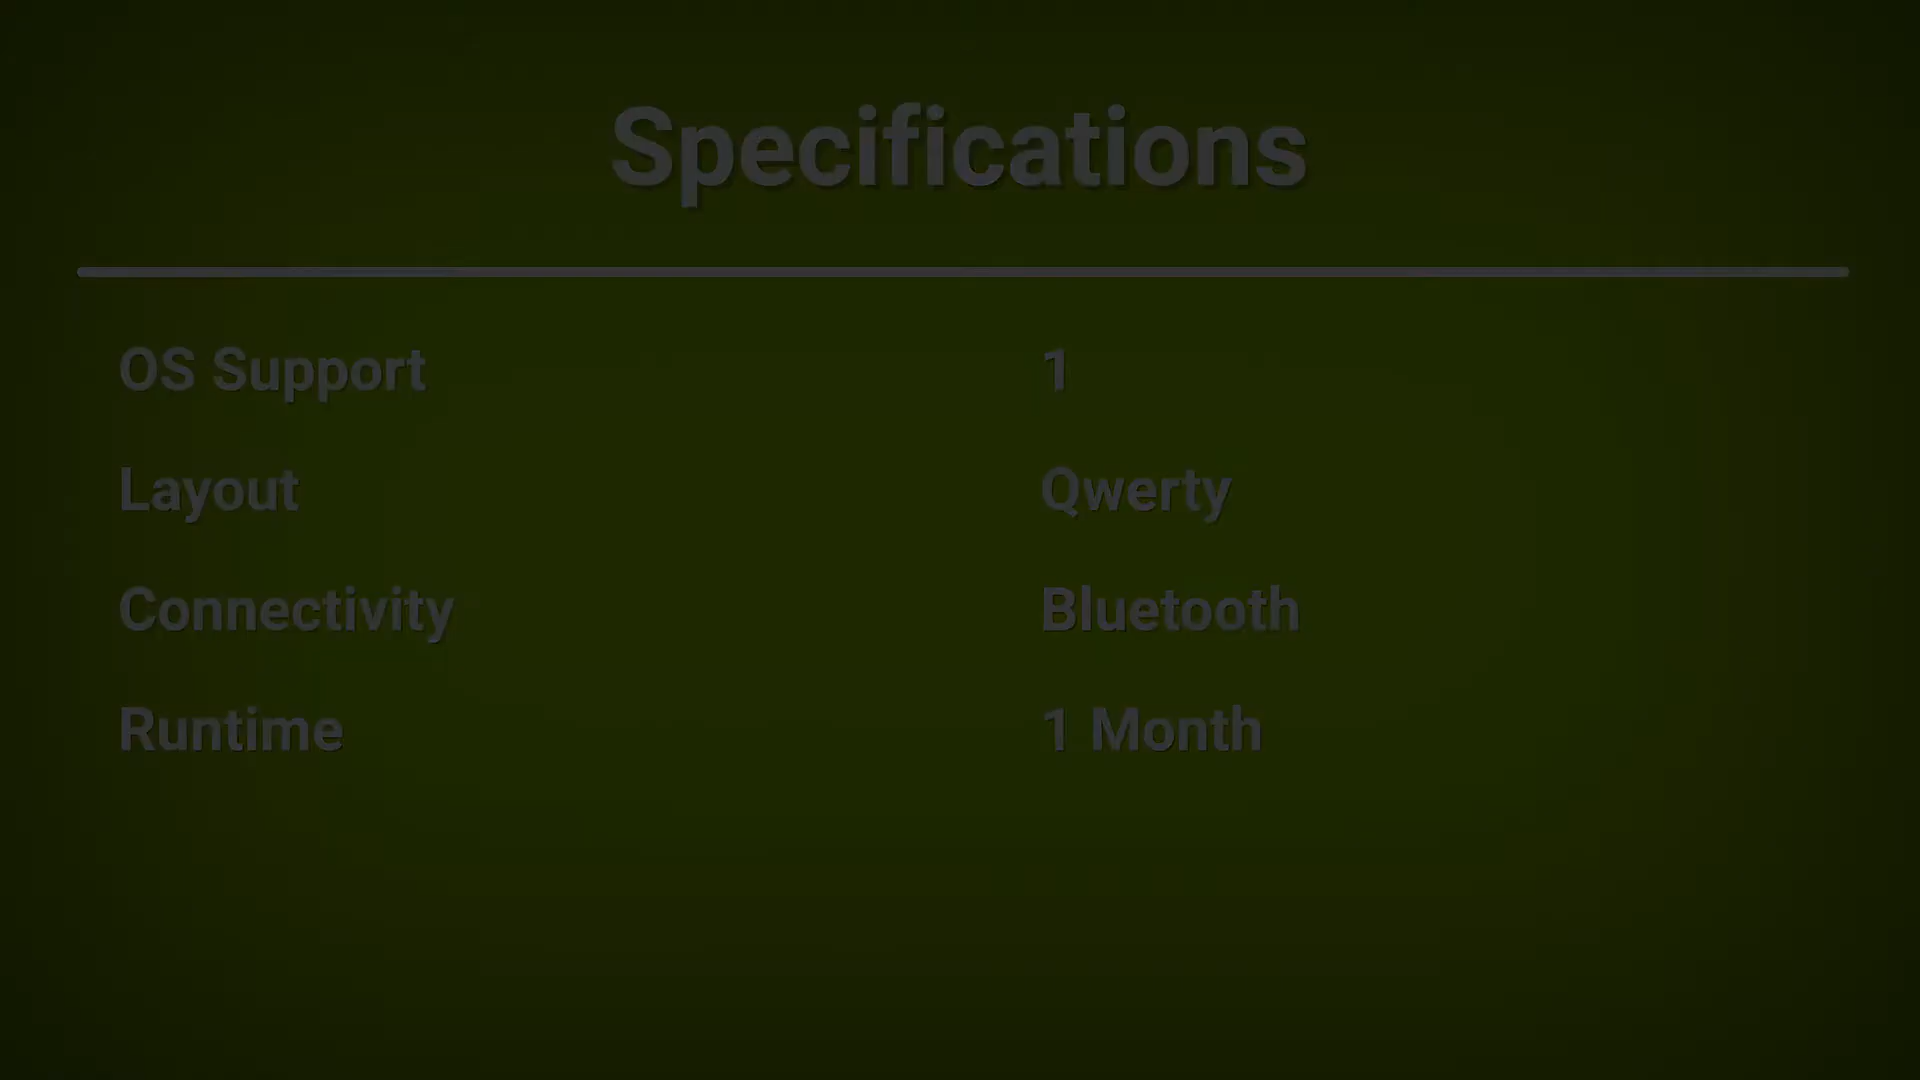 Specifications
OS Support 1
Layout Qwerty
Connectivity Bluetooth
Runtime 1 Month